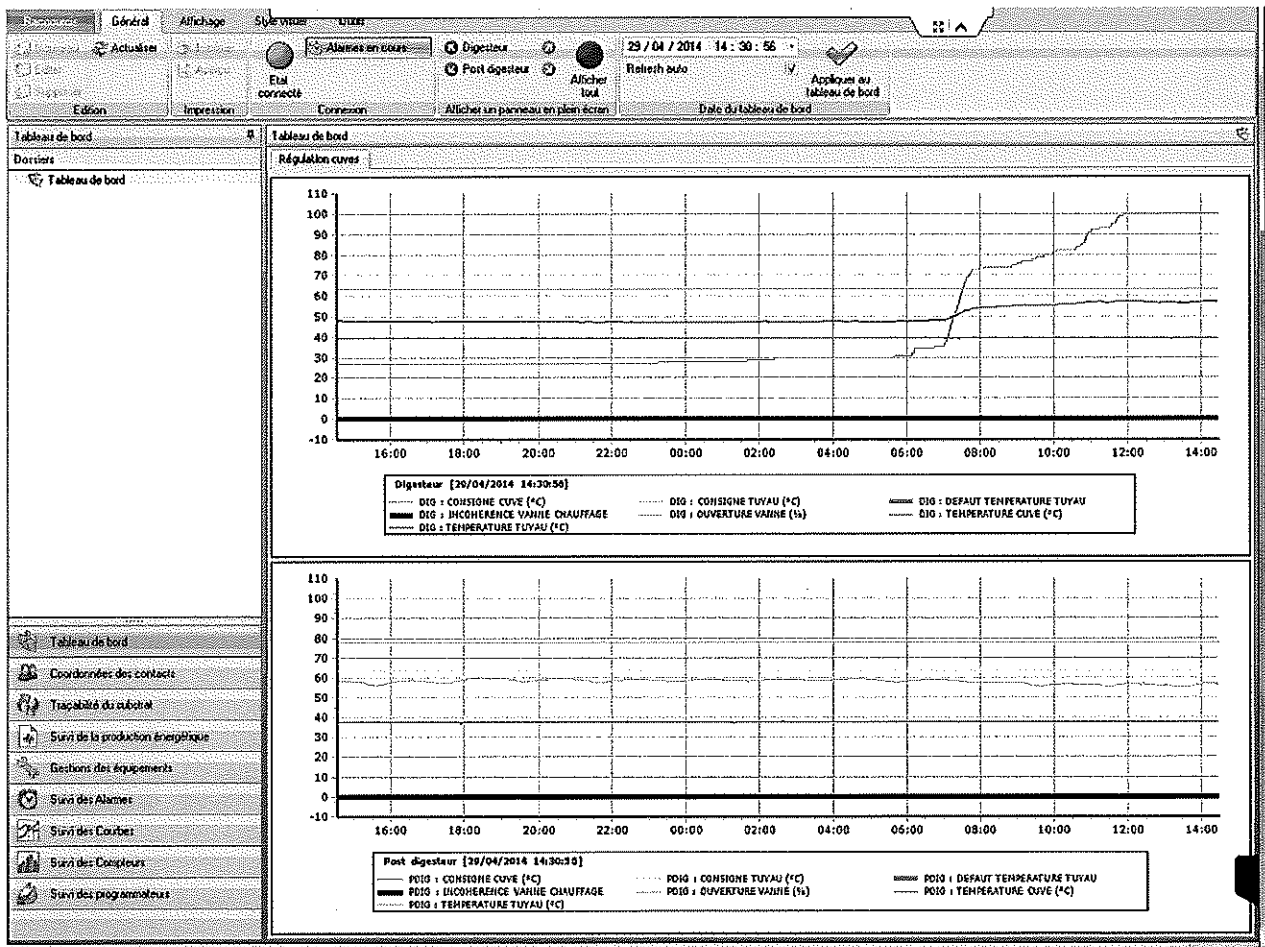 Général Affichage Style visuel Outils
Actualiser
Alarmes en cours
Digesteur
Post digesteur
29 / 04 / 2014 14 : 30 : 56
Refresh auto
Etat connecté
Afficher tout
Appliquer au tableau de bord
Edition Impression Connexion Afficher un panneau en plein écran Date du tableau de bord
Tableau de bord
Dossiers
Tableau de bord
Tableau de bord
Régulation cuves
110
100
90
80
70
60
50
40
30
20
10
0
-10
16:00 18:00 20:00 22:00 00:00 02:00 04:00 06:00 08:00 10:00 12:00 14:00
Digesteur [29/04/2014 14:30:56]
DIG : CONSIGNE CUVE (°C) DIG : CONSIGNE TUYAU (°C) DIG : DEFAUT TEMPERATURE TUYAU
DIG : INCOHERENCE VANNE CHAUFFAGE DIG : OUVERTURE VANNE (%) DIG : TEMPERATURE CUVE (°C)
DIG : TEMPERATURE TUYAU (°C)
110
100
90
80
70
60
50
40
30
20
10
0
-10
16:00 18:00 20:00 22:00 00:00 02:00 04:00 06:00 08:00 10:00 12:00 14:00
Post digesteur [29/04/2014 14:30:56]
PDIG : CONSIGNE CUVE (°C) PDIG : CONSIGNE TUYAU (°C) PDIG : DEFAUT TEMPERATURE TUYAU
PDIG : INCOHERENCE VANNE CHAUFFAGE PDIG : OUVERTURE VANNE (%) PDIG : TEMPERATURE CUVE (°C)
PDIG : TEMPERATURE TUYAU (°C)
Tableau de bord
Coordonnées des contacts
Traçabilité du substrat
Suivi de la production énergétique
Gestions des équipements
Suivi des Alarmes
Suivi des Courbes
Suivi des Compteurs
Suivi des programmateurs